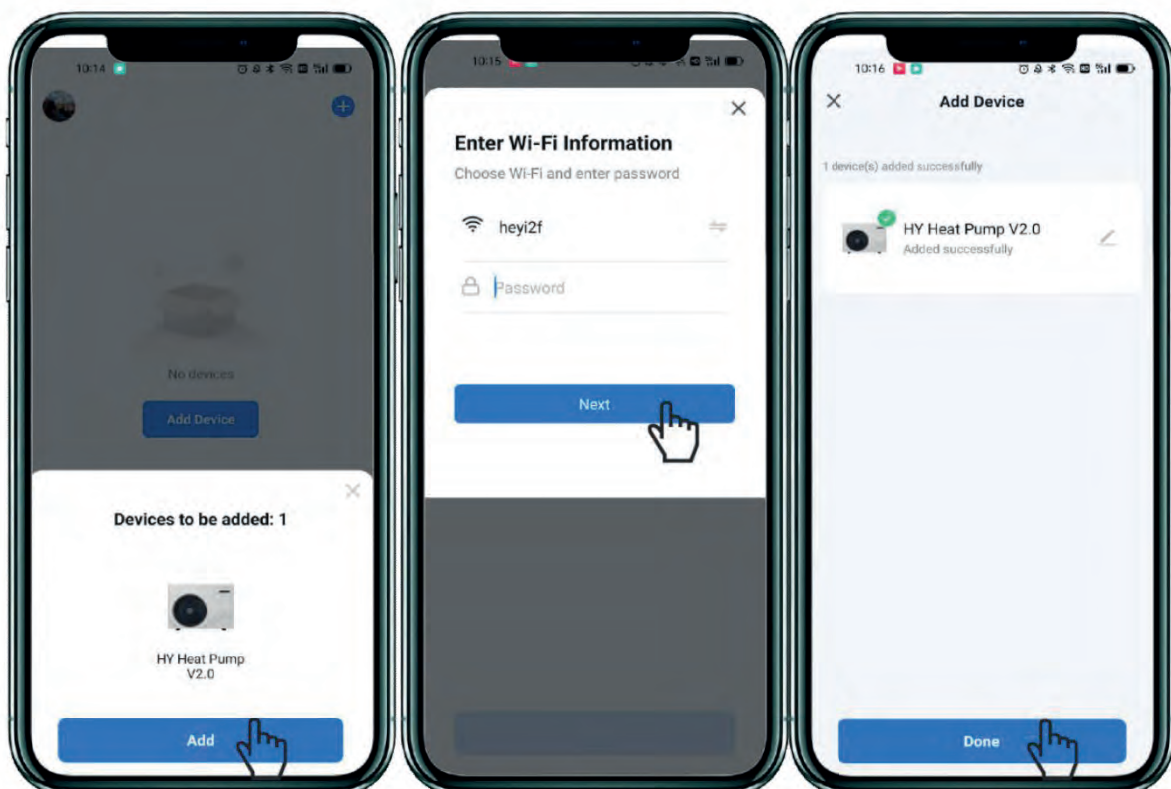 10:14
No devices
Add Device
Devices to be added: 1
HY Heat Pump
V2.0
Add
10:15
Enter Wi-Fi Information
Choose Wi-Fi and enter password
heyi2f
Password
Next
10:16
Add Device
1 device(s) added successfully
HY Heat Pump V2.0
Added successfully
Done